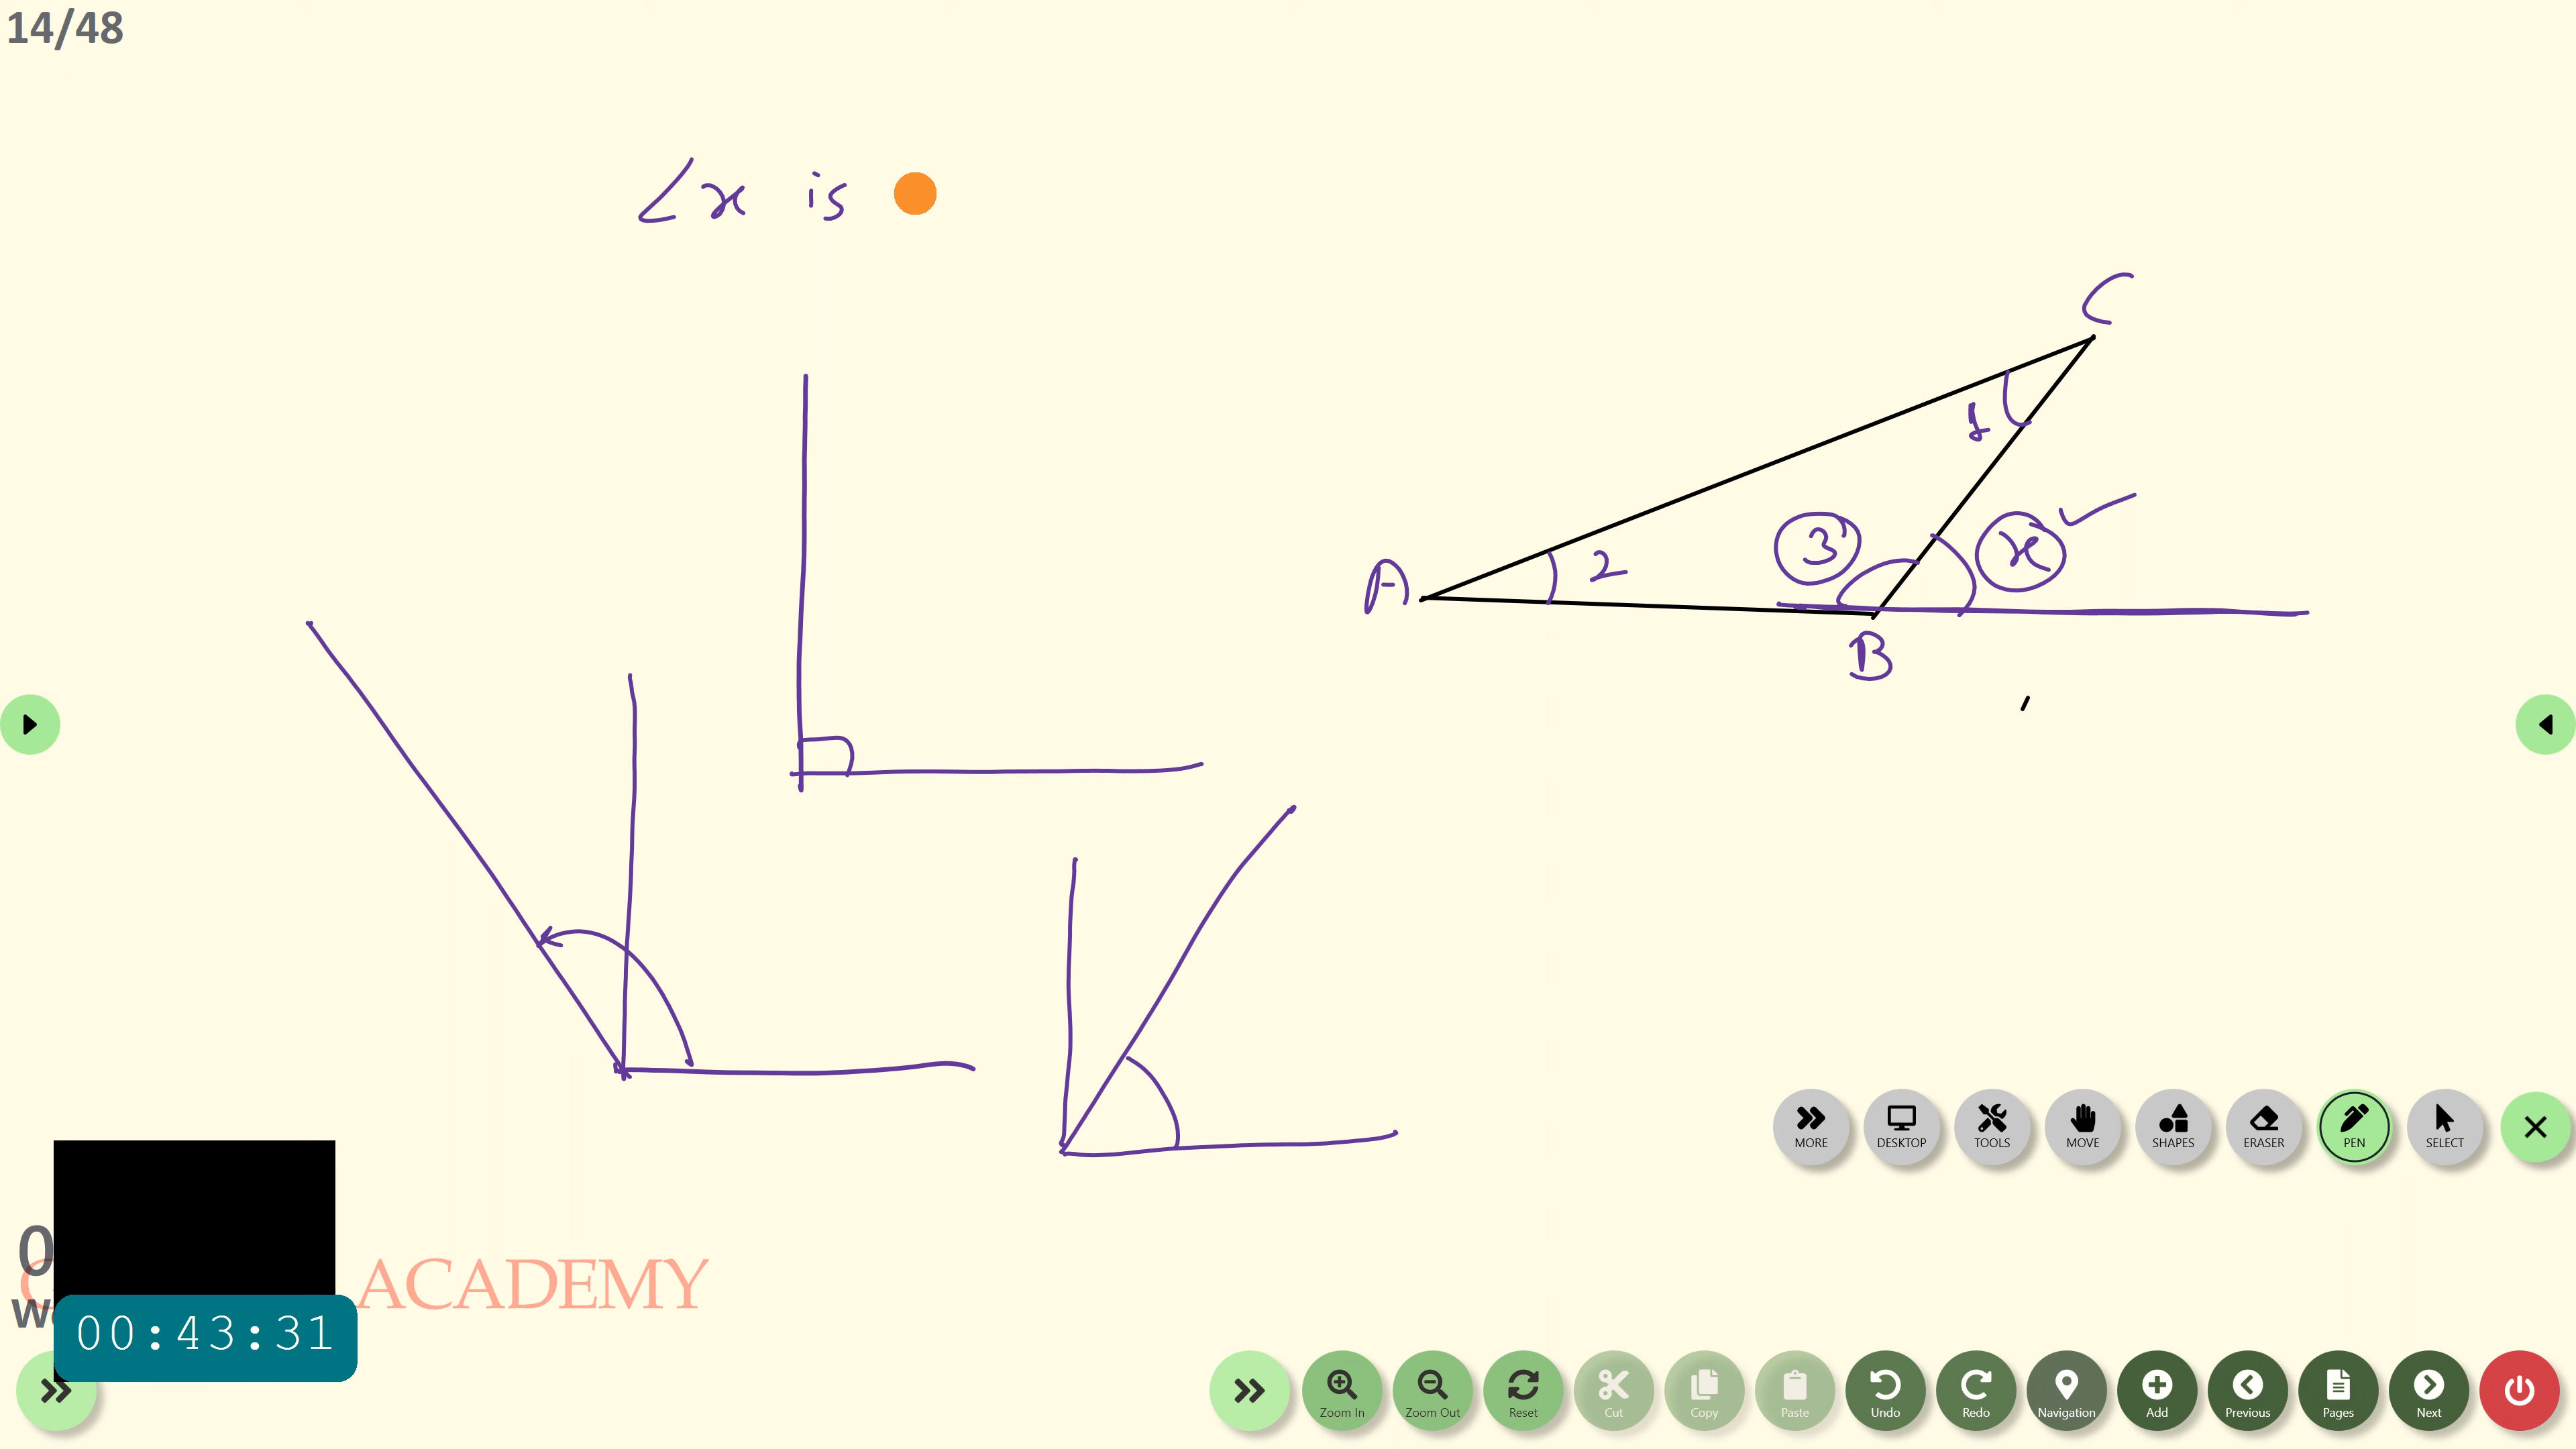 14/48
∠x is
C
1
3
x
A
2
B
MORE
DESKTOP
TOOLS
MOVE
SHAPES
ERASER
PEN
SELECT
ACADEMY
00:43:31
Zoom In
Zoom Out
Reset
Cut
Copy
Paste
Undo
Redo
Navigation
Add
Previous
Pages
Next